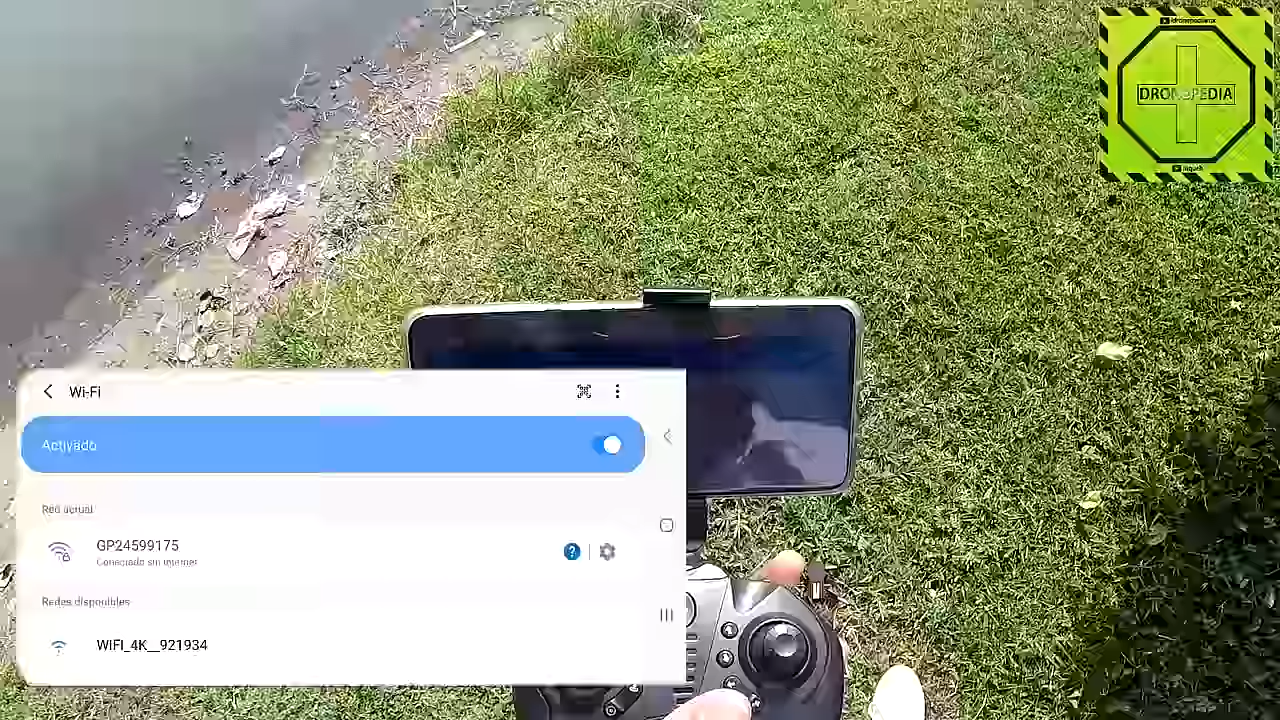 DRONEPEDIA
Wi-Fi
Activado
Red actual
GP24599175
Conectado sin Internet
Redes disponibles
WIFI_4K__921934